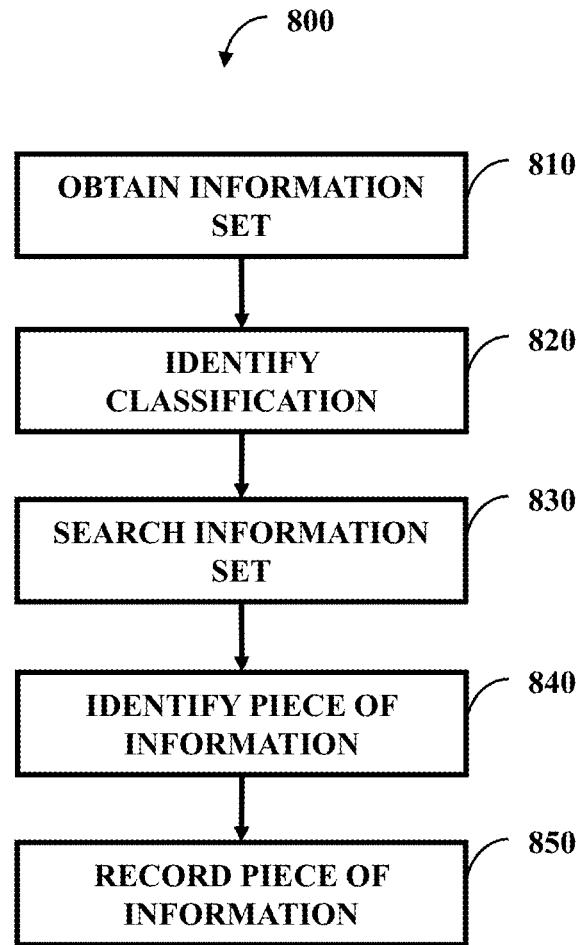 800
OBTAIN INFORMATION
SET
810
IDENTIFY
CLASSIFICATION
820
SEARCH INFORMATION
SET
830
IDENTIFY PIECE OF
INFORMATION
840
RECORD PIECE OF
INFORMATION
850